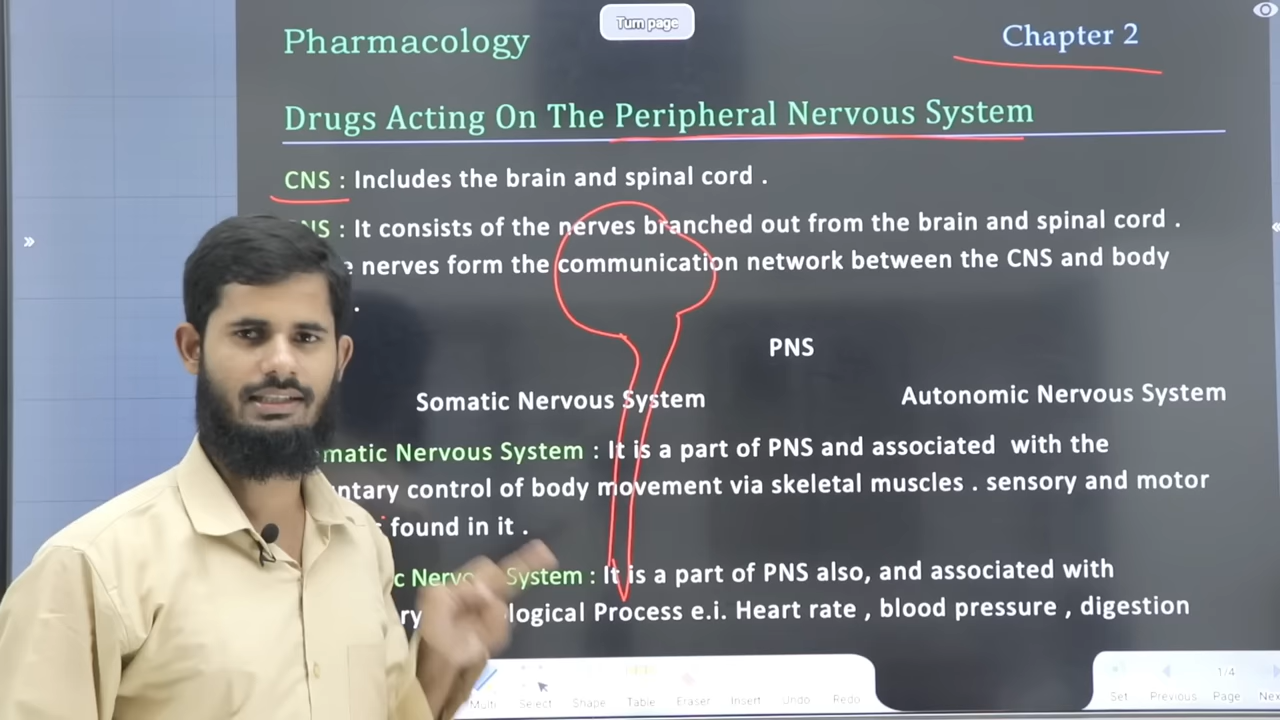 Turn page
Pharmacology
Chapter 2
Drugs Acting On The Peripheral Nervous System
CNS : Includes the brain and spinal cord .
: It consists of the nerves branched out from the brain and spinal cord .
nerves form the communication network between the CNS and body
.
PNS
Somatic Nervous System
Autonomic Nervous System
Nervous System : It is a part of PNS and associated with the
control of body movement via skeletal muscles . sensory and motor
found in it .
System : It is a part of PNS also, and associated with
Process e.i. Heart rate , blood pressure , digestion
Multi Select Shape Table Eraser Insert Undo Redo
1/4
Set Previous Page